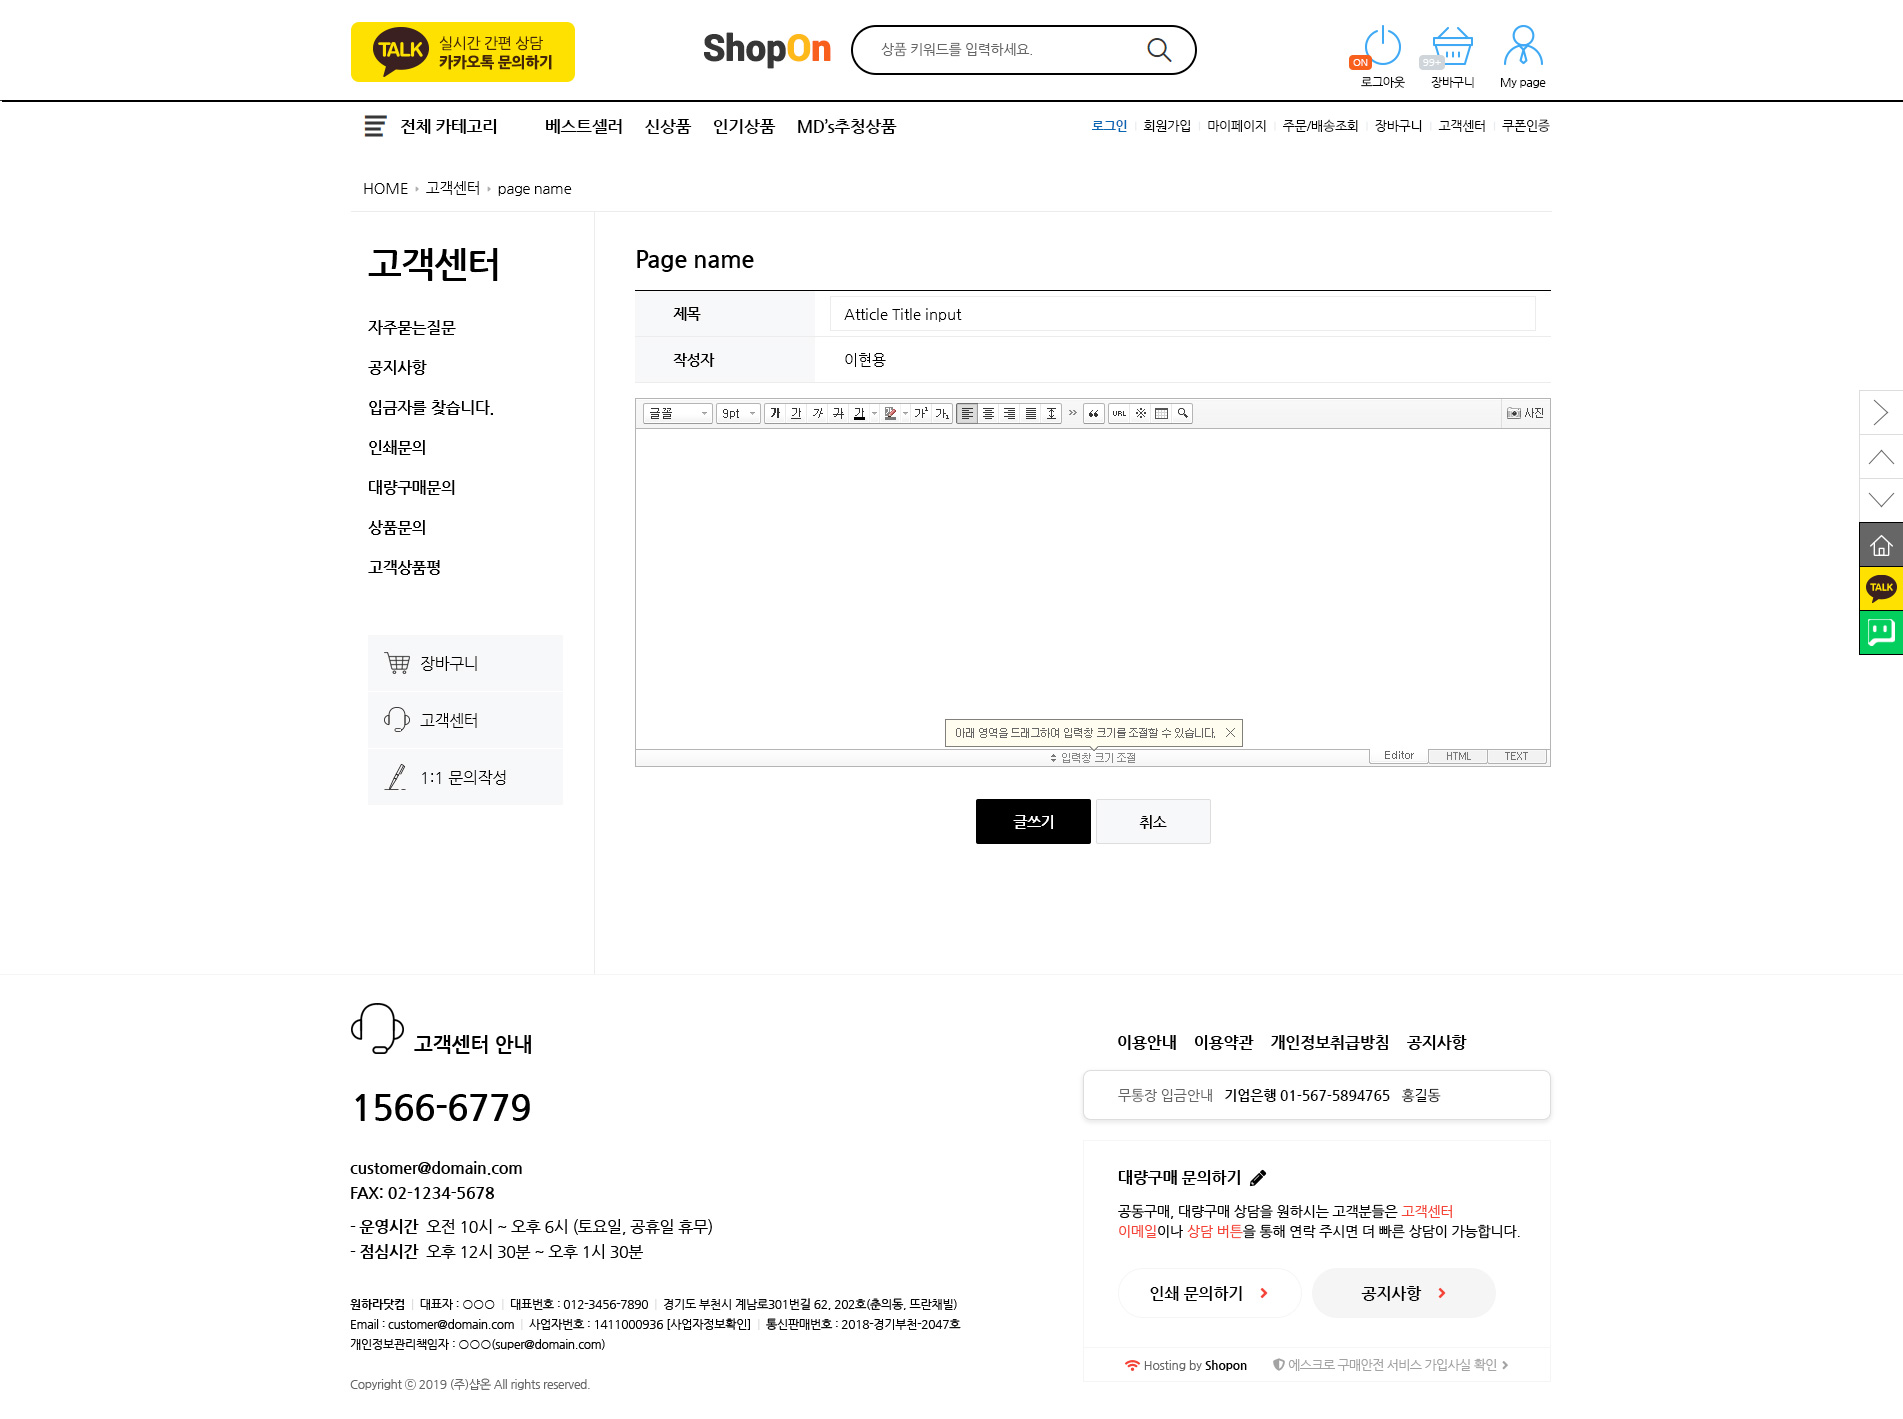 TALK 실시간 간편 상담
카카오톡 문의하기
ShopOn
상품 키워드를 입력하세요.
ON 99+
로그아웃 장바구니 My page
전체 카테고리 베스트셀러 신상품 인기상품 MD's추청상품
로그인 회원가입 마이페이지 주문/배송조회 장바구니 고객센터 쿠폰인증
HOME 고객센터 page name
고객센터
자주묻는질문
공지사항
입금자를 찾습니다.
인쇄문의
대량구매문의
상품문의
고객상품평
장바구니
고객센터
1:1 문의작성
Page name
제목 Atticle Title input
작성자 이현용
글꼴 9pt 가 가 가 가 가 가¹ 가₁ » “ URL ※ 사진
아래 영역을 드래그하여 입력창 크기를 조절할 수 있습니다.
입력창 크기 조절 Editor HTML TEXT
글쓰기 취소
TALK
고객센터 안내
1566-6779
customer@domain.com
FAX: 02-1234-5678
- 운영시간 오전 10시 ~ 오후 6시 (토요일, 공휴일 휴무)
- 점심시간 오후 12시 30분 ~ 오후 1시 30분
원하라닷컴 | 대표자 : ○○○ | 대표번호 : 012-3456-7890 | 경기도 부천시 계남로301번길 62, 202호(춘의동, 뜨란채빌)
Email : customer@domain.com | 사업자번호 : 1411000936 [사업자정보확인] | 통신판매번호 : 2018-경기부천-2047호
개인정보관리책임자 : ○○○(super@domain.com)
Copyright ⓒ 2019 (주)샵온 All rights reserved.
이용안내 이용약관 개인정보취급방침 공지사항
무통장 입금안내 기업은행 01-567-5894765 홍길동
대량구매 문의하기
공동구매, 대량구매 상담을 원하시는 고객분들은 고객센터
이메일이나 상담 버튼을 통해 연락 주시면 더 빠른 상담이 가능합니다.
인쇄 문의하기 공지사항
Hosting by Shopon 에스크로 구매안전 서비스 가입사실 확인